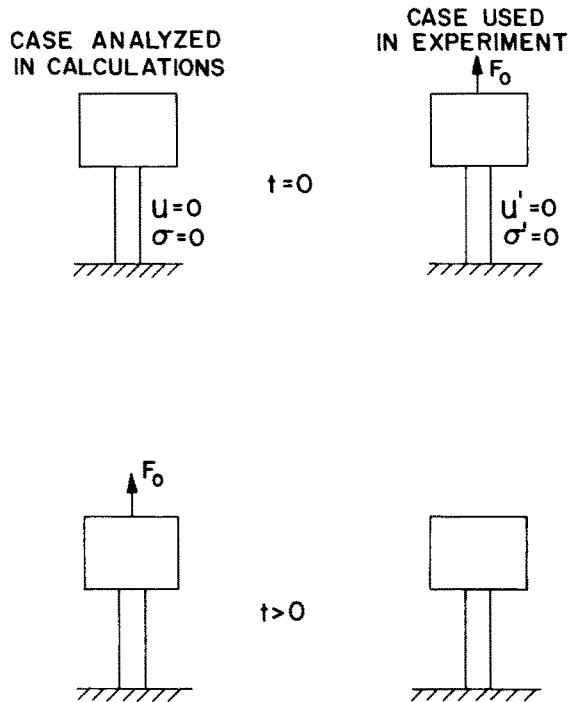 CASE ANALYZED
IN CALCULATIONS
CASE USED
IN EXPERIMENT
F₀
t=0
u=0
σ=0
u'=0
σ'=0
F₀
t>0